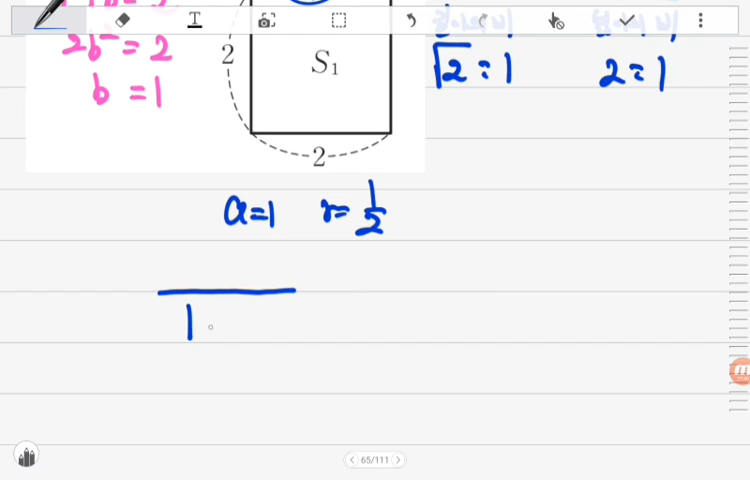 2b² = 2
b = 1
2
S₁
2
√2 : 1
2 : 1
a=1 r= 1/2
1
65/111